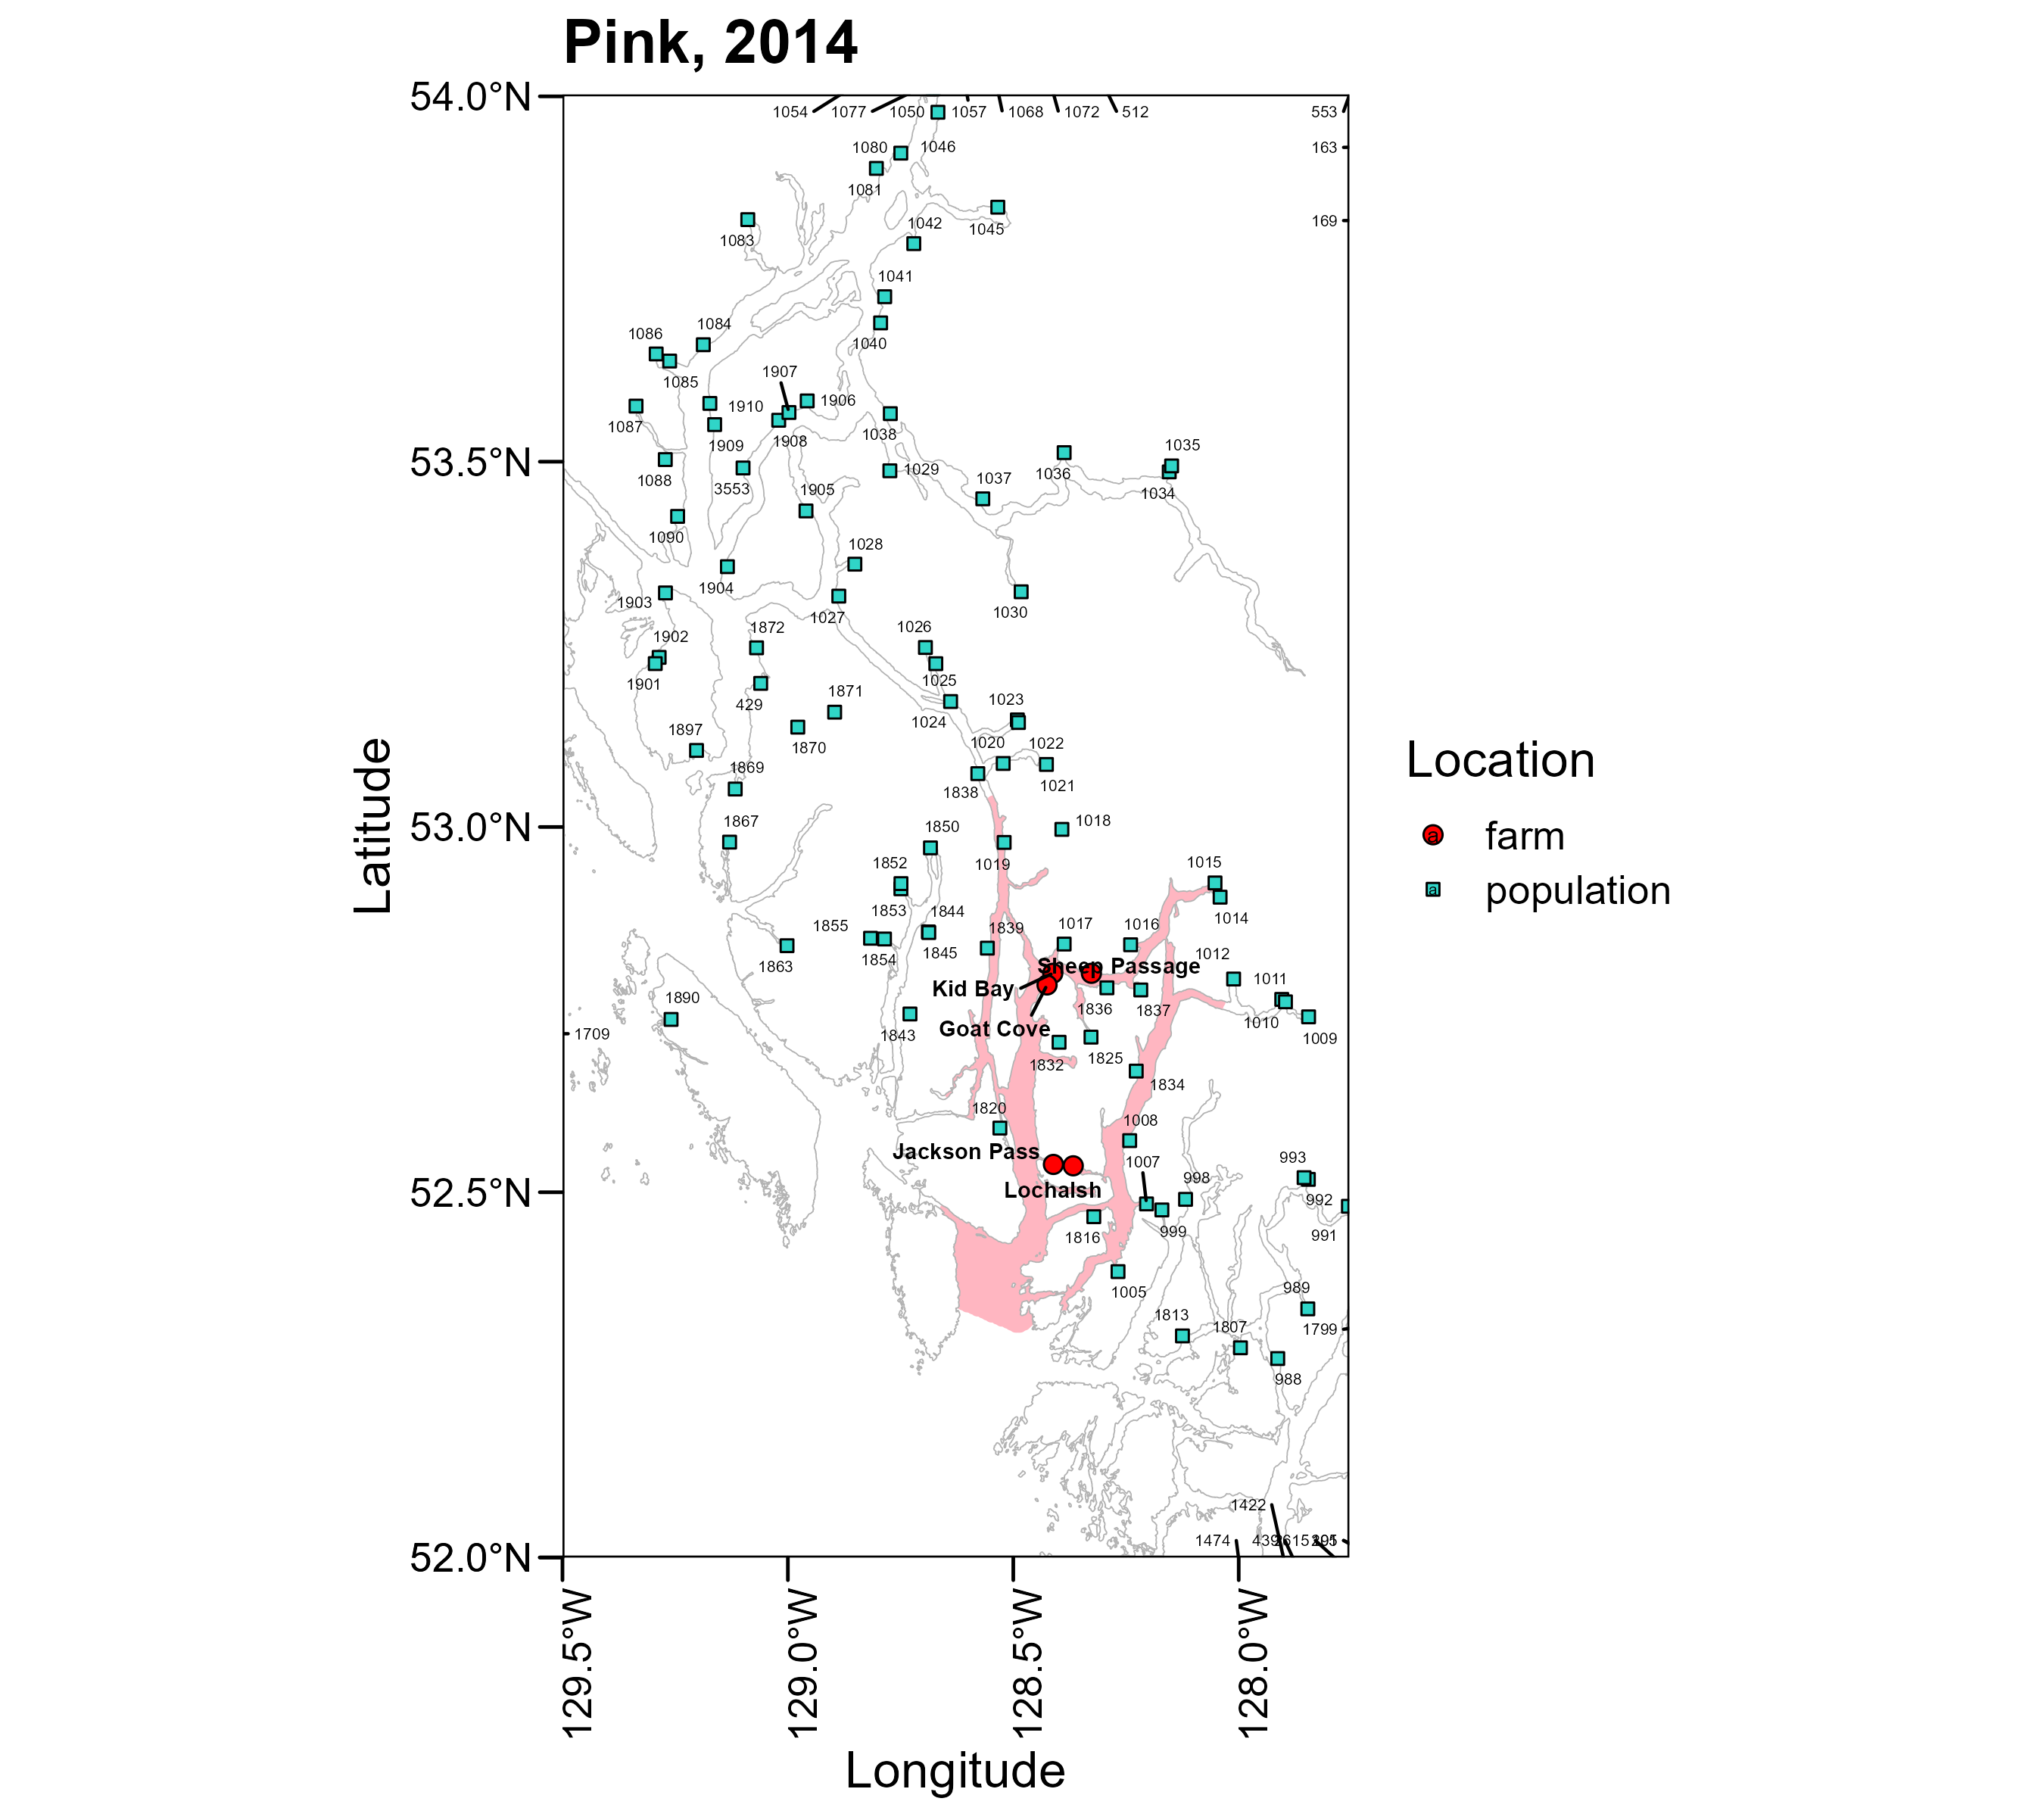 Pink, 2014
54.0°N
53.5°N
53.0°N
52.5°N
52.0°N
Latitude
129.5°W
129.0°W
128.5°W
128.0°W
Longitude
1054 1077 1050 1057 1068 1072 512 553
1080 1046 163
1081
169
1083 1042 1045
1041
1040
1086 1084
1085
1907
1087 1910 1906
1909 1908 1038
1088 3553 1029 1037 1036 1035
1905 1034
1090
1028
1904
1903 1027 1030
1902 1872 1026
1901 429 1871 1025
1024 1023
1897 1870 1020 1022
1869 1838 1021
1867 1850 1019 1018
1852 1015
1853 1844 1014
1855 1839 1017 1016
1863 1854 1845 1012
Sheep Passage
Kid Bay
1011
1890 1836 1837 1010
Goat Cove
1709 1843 1009
1832 1825
1834
1820 1008
Jackson Pass
1007 993
Lochalsh
998 992
1816 999 991
1005 989
1813 1807 1799
988
1422
1474 439
Location
a farm
a population